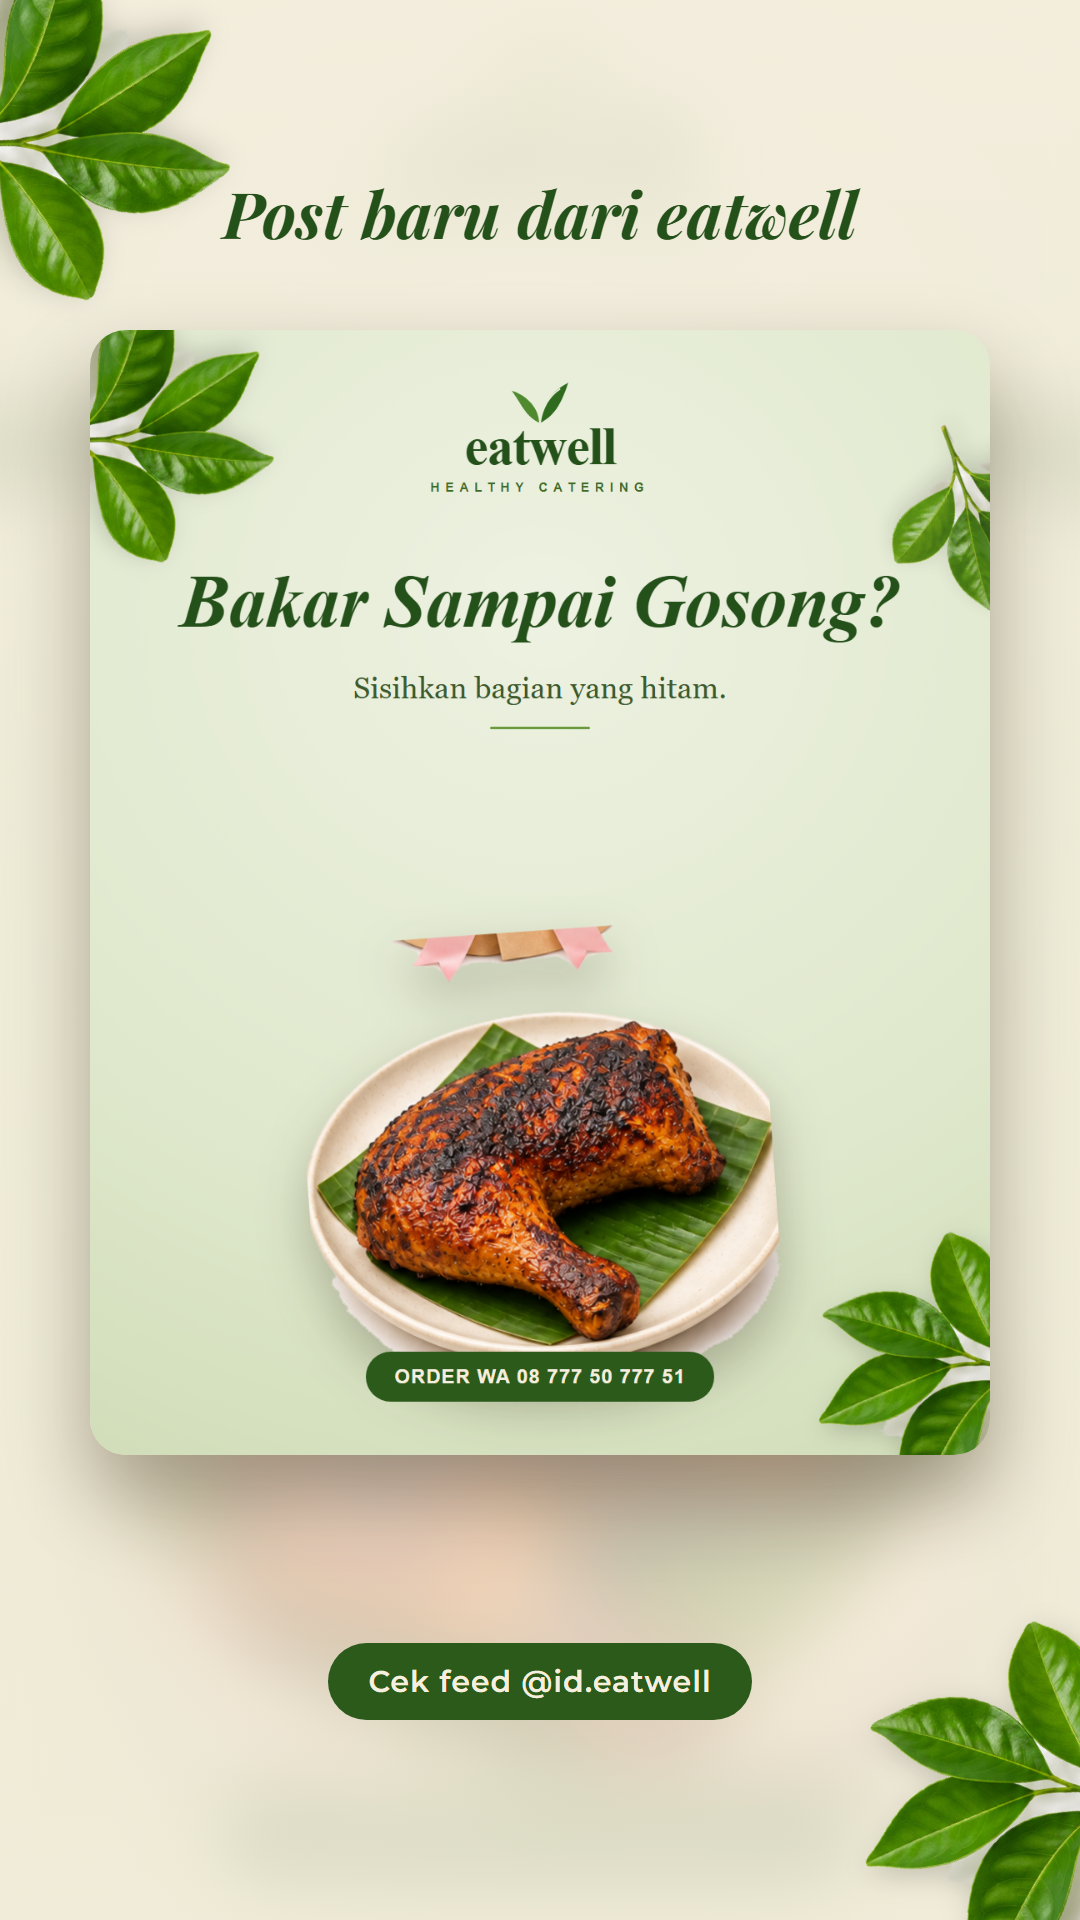 Post baru dari eatwell
eatwell
HEALTHY CATERING
Bakar Sampai Gosong?
Sisihkan bagian yang hitam.
ORDER WA 08 777 50 777 51
Cek feed @id.eatwell